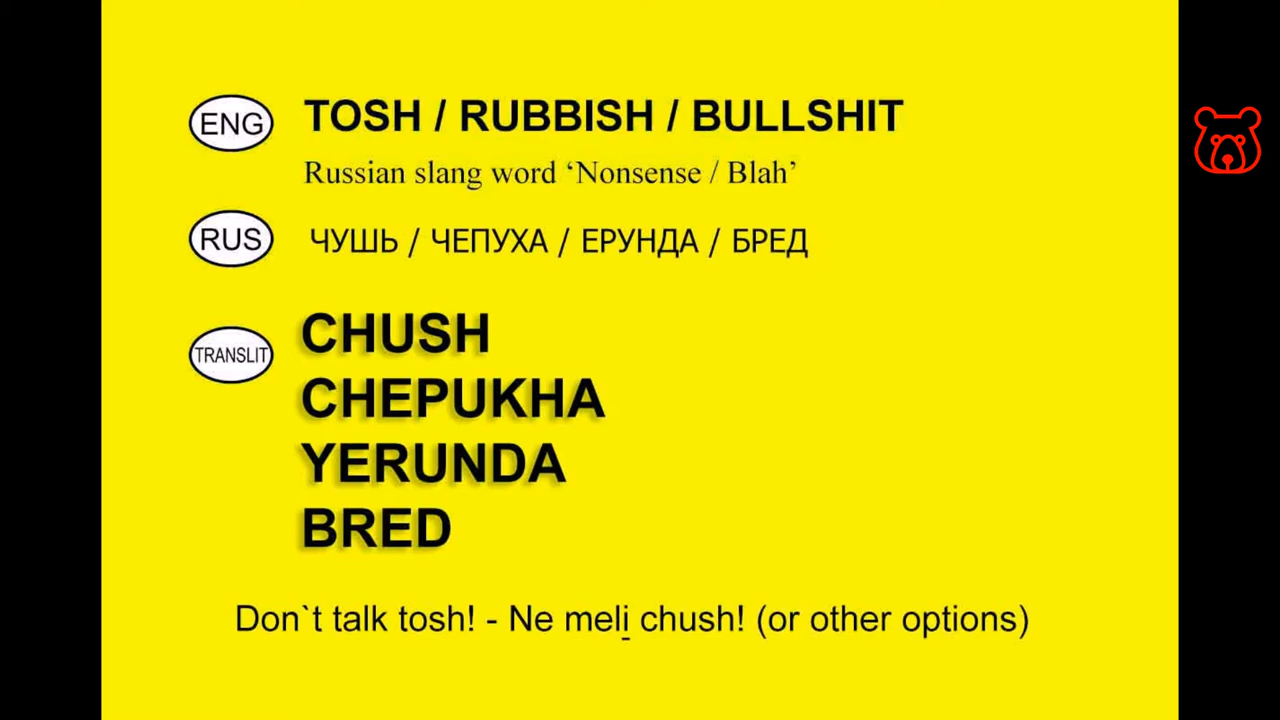 ENG TOSH / RUBBISH / BULLSHIT
Russian slang word ‘Nonsense / Blah’
RUS ЧУШЬ / ЧЕПУХА / ЕРУНДА / БРЕД
TRANSLIT CHUSH
CHEPUKHA
YERUNDA
BRED
Don`t talk tosh! - Ne meli chush! (or other options)